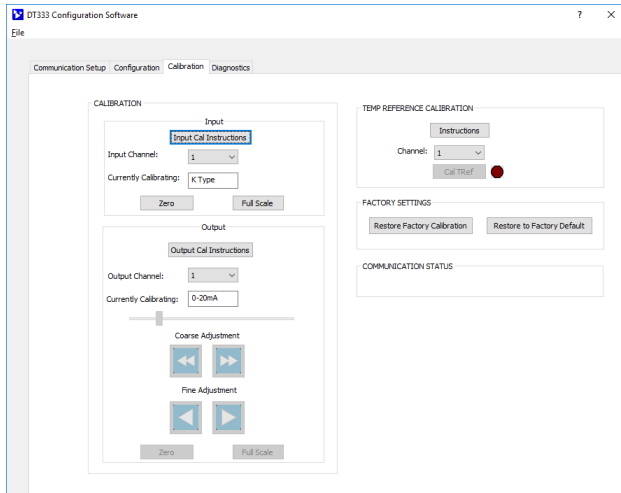 DT333 Configuration Software
?
File
Communication Setup Configuration Calibration Diagnostics
CALIBRATION
Input
Input Cal Instructions
Input Channel: 1
Currently Calibrating: K Type
Zero Full Scale
Output
Output Cal Instructions
Output Channel: 1
Currently Calibrating: 0-20mA
Coarse Adjustment
Fine Adjustment
Zero Full Scale
TEMP REFERENCE CALIBRATION
Instructions
Channel: 1
Cal TRef
FACTORY SETTINGS
Restore Factory Calibration Restore to Factory Default
COMMUNICATION STATUS